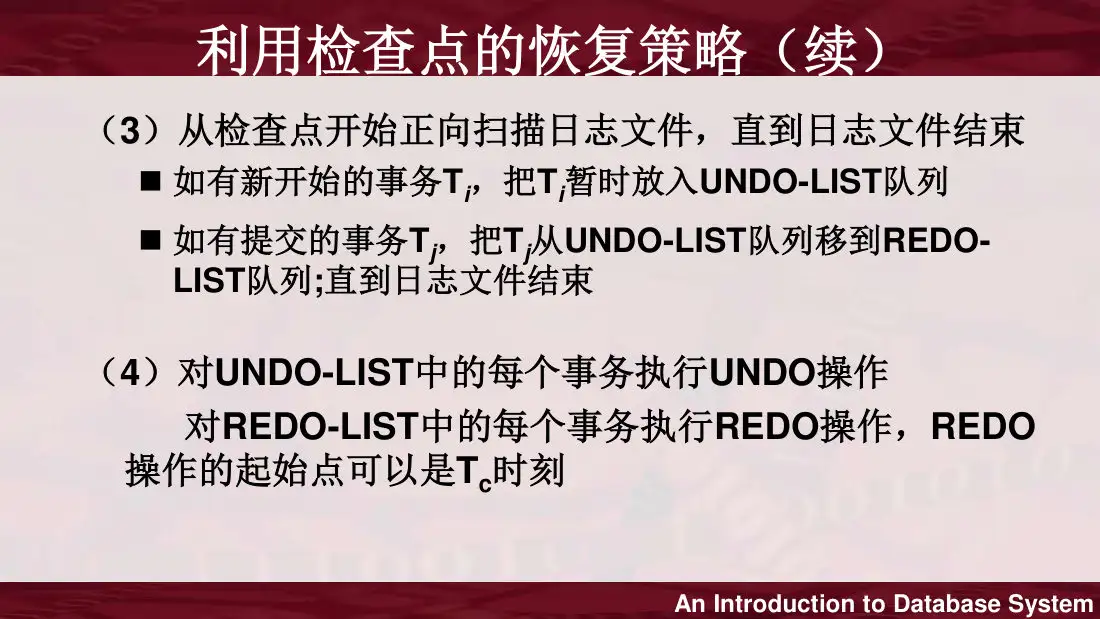 利用检查点的恢复策略（续）
（3）从检查点开始正向扫描日志文件，直到日志文件结束
■ 如有新开始的事务Ti，把Ti暂时放入UNDO-LIST队列
■ 如有提交的事务Tj，把Tj从UNDO-LIST队列移到REDO-
LIST队列;直到日志文件结束
（4）对UNDO-LIST中的每个事务执行UNDO操作
对REDO-LIST中的每个事务执行REDO操作，REDO
操作的起始点可以是Tc时刻
An Introduction to Database System